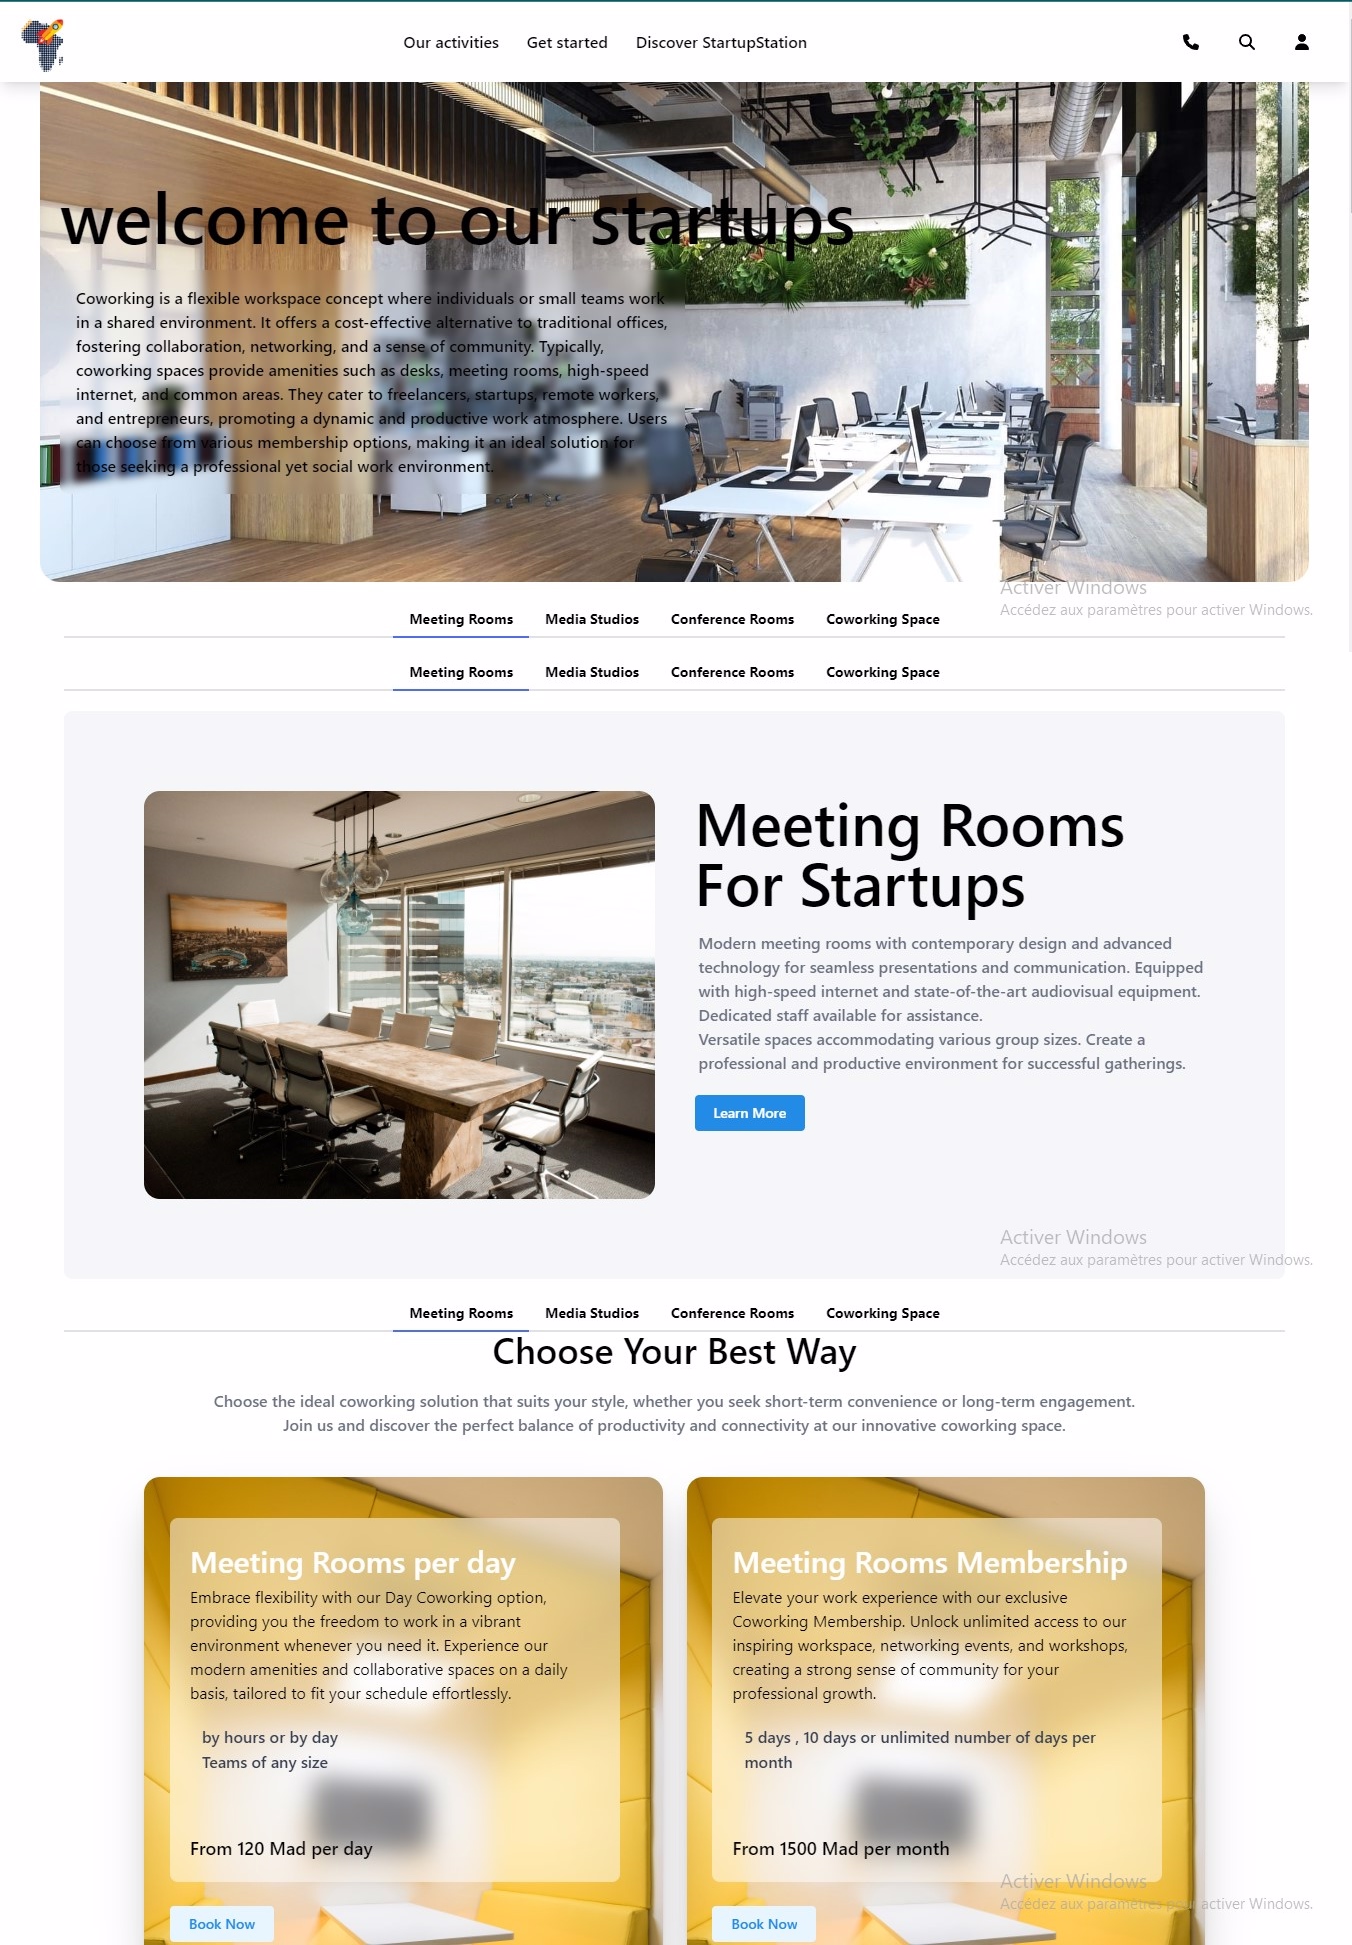 Our activities Get started Discover StartupStation
welcome to our startups
Coworking is a flexible workspace concept where individuals or small teams work
in a shared environment. It offers a cost-effective alternative to traditional offices,
fostering collaboration, networking, and a sense of community. Typically,
coworking spaces provide amenities such as desks, meeting rooms, high-speed
internet, and common areas. They cater to freelancers, startups, remote workers,
and entrepreneurs, promoting a dynamic and productive work atmosphere. Users
can choose from various membership options, making it an ideal solution for
those seeking a professional yet social work environment.
Activer Windows
Accédez aux paramètres pour activer Windows.
Meeting Rooms Media Studios Conference Rooms Coworking Space
Meeting Rooms Media Studios Conference Rooms Coworking Space
Meeting Rooms
For Startups
Modern meeting rooms with contemporary design and advanced
technology for seamless presentations and communication. Equipped
with high-speed internet and state-of-the-art audiovisual equipment.
Dedicated staff available for assistance.
Versatile spaces accommodating various group sizes. Create a
professional and productive environment for successful gatherings.
Learn More
Activer Windows
Accédez aux paramètres pour activer Windows.
Meeting Rooms Media Studios Conference Rooms Coworking Space
Choose Your Best Way
Choose the ideal coworking solution that suits your style, whether you seek short-term convenience or long-term engagement.
Join us and discover the perfect balance of productivity and connectivity at our innovative coworking space.
Meeting Rooms per day
Embrace flexibility with our Day Coworking option,
providing you the freedom to work in a vibrant
environment whenever you need it. Experience our
modern amenities and collaborative spaces on a daily
basis, tailored to fit your schedule effortlessly.
by hours or by day
Teams of any size
From 120 Mad per day
Book Now
Meeting Rooms Membership
Elevate your work experience with our exclusive
Coworking Membership. Unlock unlimited access to our
inspiring workspace, networking events, and workshops,
creating a strong sense of community for your
professional growth.
5 days , 10 days or unlimited number of days per
month
From 1500 Mad per month
Book Now
Activer Windows
Accédez aux paramètres pour activer Windows.